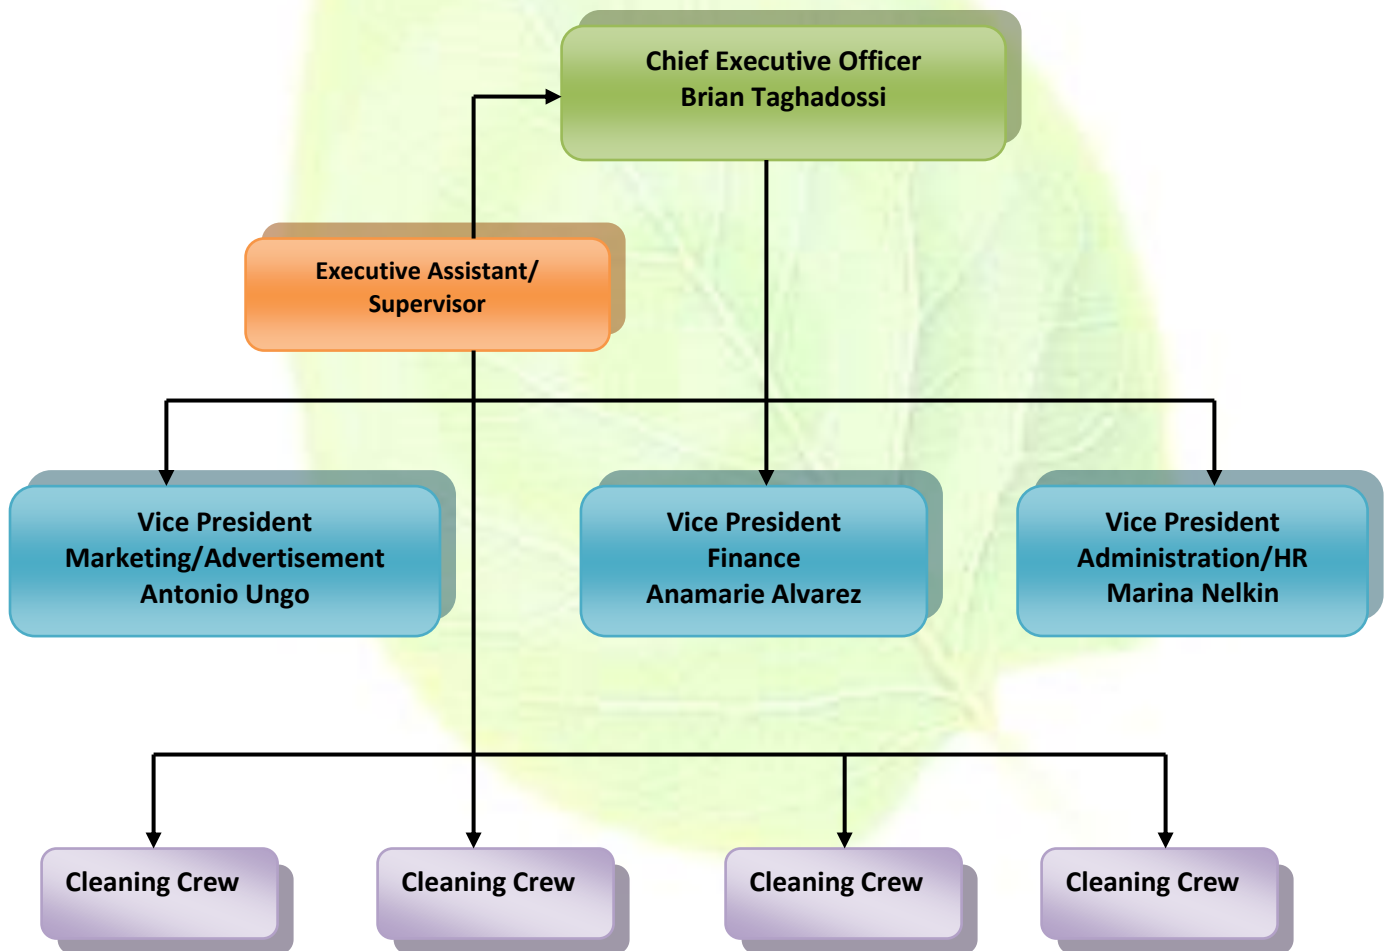 Chief Executive Officer
Brian Taghadossi
Executive Assistant/
Supervisor
Vice President
Marketing/Advertisement
Antonio Ungo
Vice President
Finance
Anamarie Alvarez
Vice President
Administration/HR
Marina Nelkin
Cleaning Crew
Cleaning Crew
Cleaning Crew
Cleaning Crew